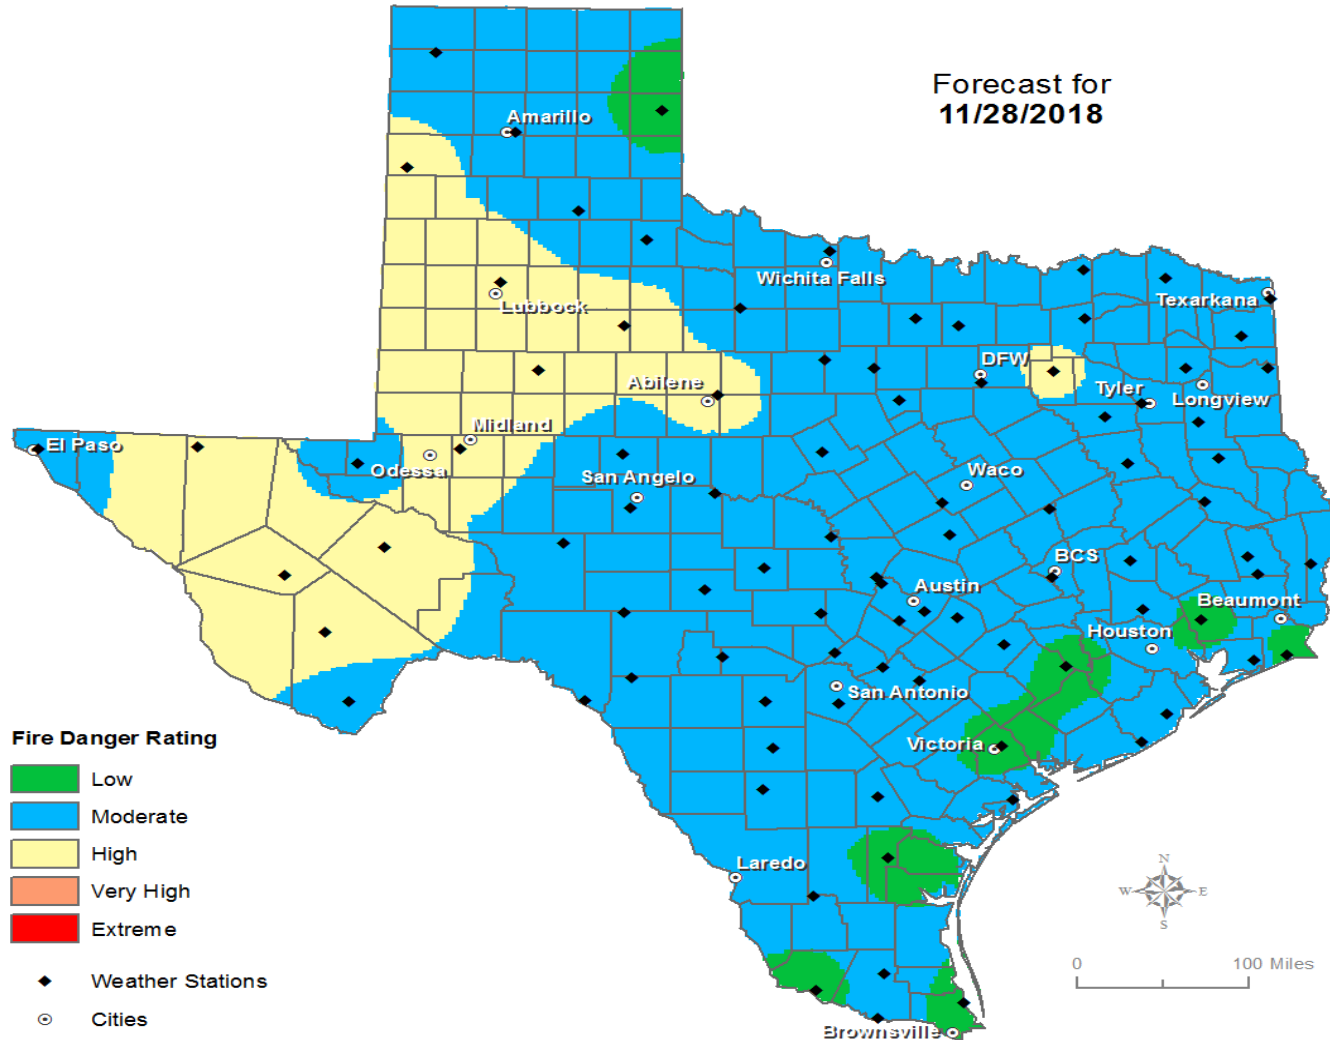 Forecast for
11/28/2018
Amarillo
Wichita Falls
Lubbock
Texarkana
DFW
Abilene
Tyler
Longview
Midland
El Paso
Odessa
San Angelo
Waco
BCS
Austin
Beaumont
Houston
San Antonio
Victoria
Laredo
Brownsville
Fire Danger Rating
Low
Moderate
High
Very High
Extreme
Weather Stations
Cities
N
W E
S
0 100 Miles